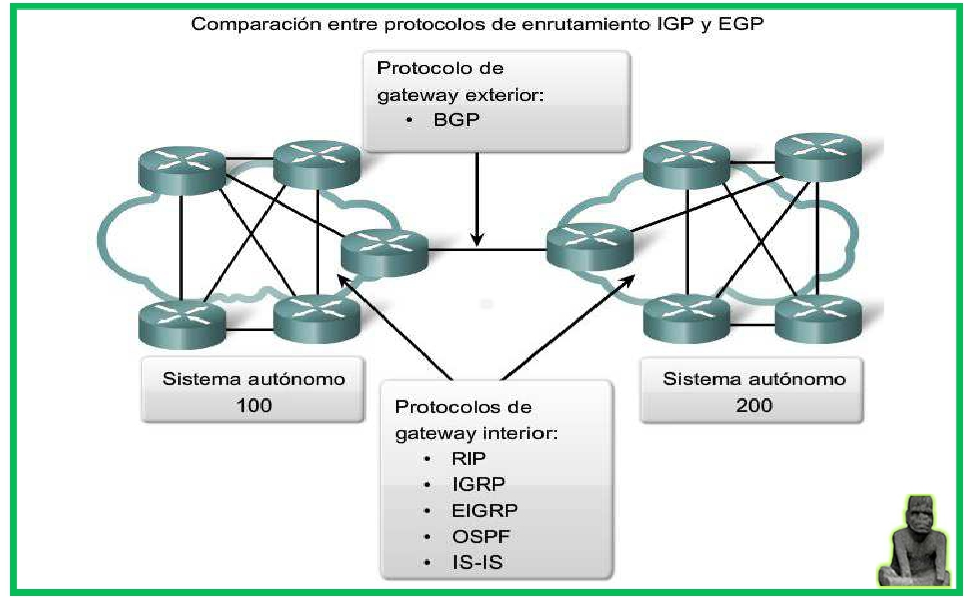 Comparación entre protocolos de enrutamiento IGP y EGP
Protocolo de
gateway exterior:
• BGP
Sistema autónomo
100
Sistema autónomo
200
Protocolos de
gateway interior:
• RIP
• IGRP
• EIGRP
• OSPF
• IS-IS